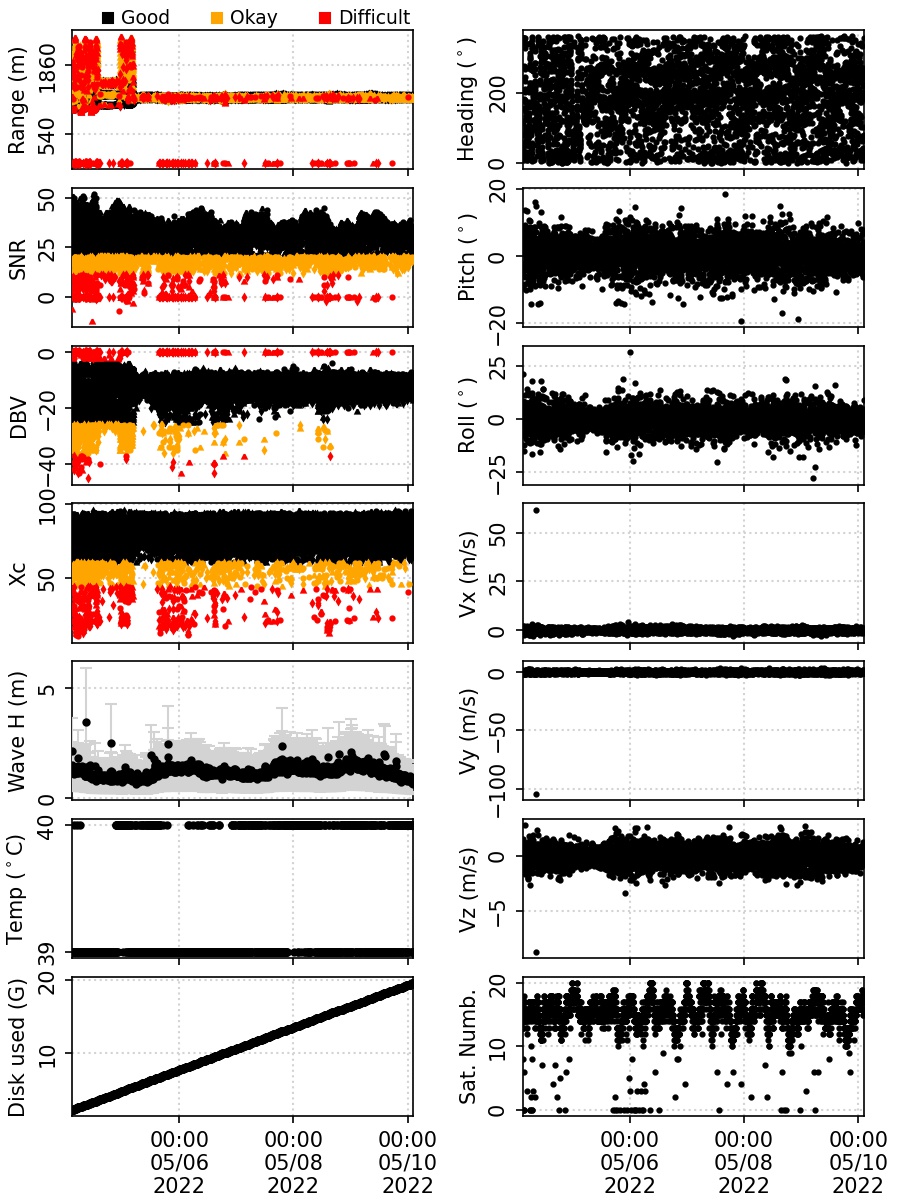 Good Okay Difficult
Range (m)
1860
540
SNR
50
25
0
DBV
0
−20
−40
Xc
100
50
Wave H (m)
5
0
Temp (°C)
40
39
Disk used (G)
20
10
00:00 00:00 00:00
05/06 05/08 05/10
2022 2022 2022
Heading (°)
200
0
Pitch (°)
20
0
−20
Roll (°)
25
0
−25
Vx (m/s)
50
25
0
Vy (m/s)
0
−50
−100
Vz (m/s)
0
−5
Sat. Numb.
20
10
0
00:00 00:00 00:00
05/06 05/08 05/10
2022 2022 2022